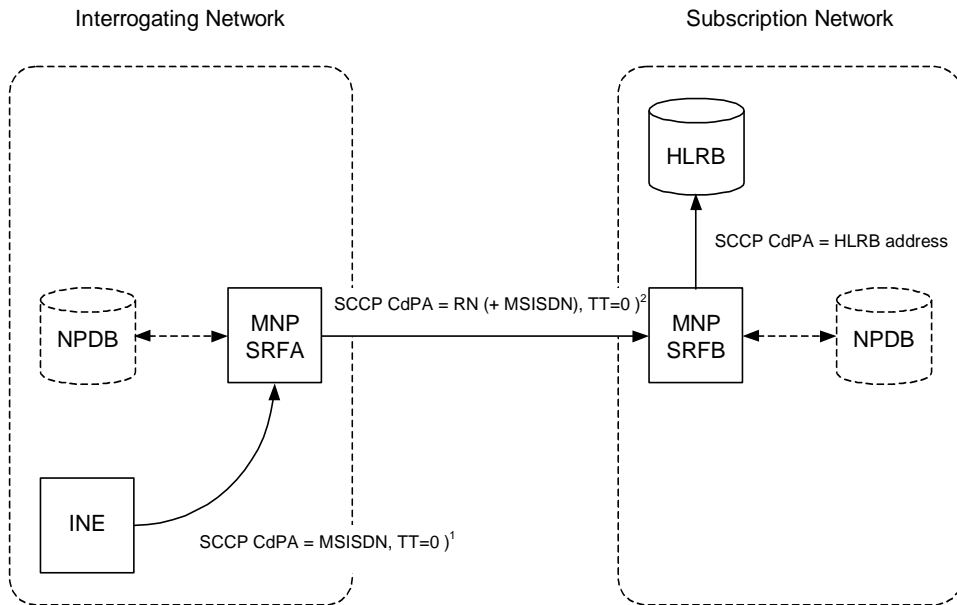 Interrogating Network
Subscription Network
HLRB
SCCP CdPA = HLRB address
SCCP CdPA = RN (+ MSISDN), TT=0 )²
NPDB
MNP
SRFA
MNP
SRFB
NPDB
INE
SCCP CdPA = MSISDN, TT=0 )¹